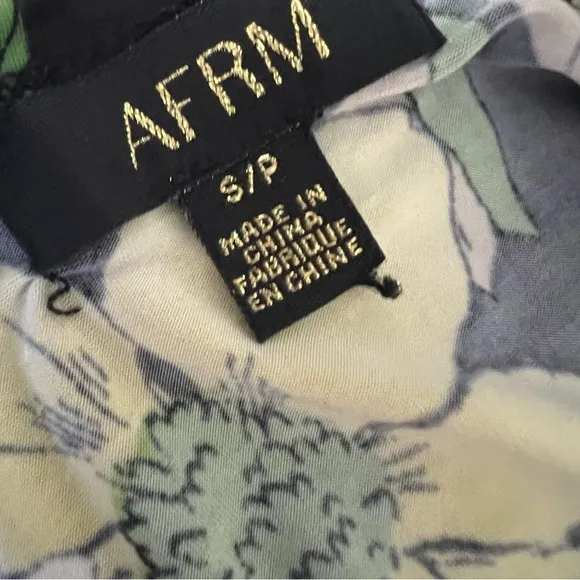 AFRM
S/P
MADE IN
CHINA
FABRIQUE
EN CHINE